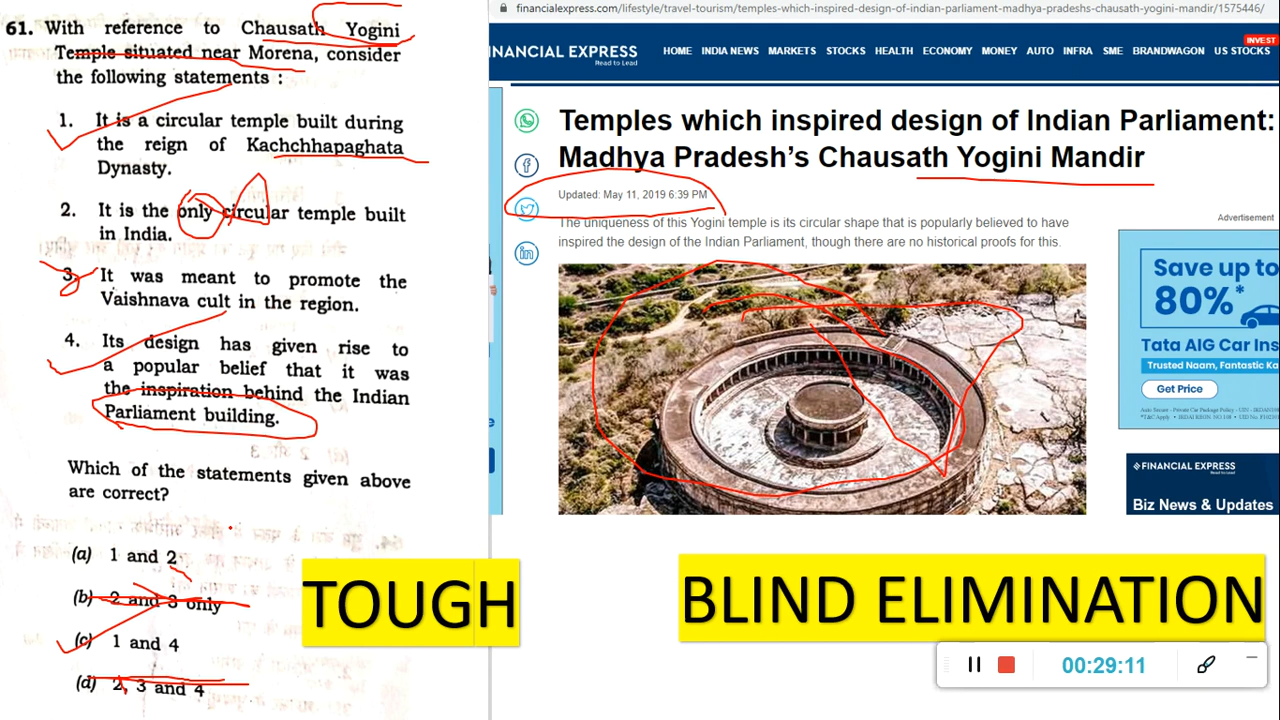 61. With reference to Chausath Yogini
Temple situated near Morena, consider
the following statements :
1. It is a circular temple built during
the reign of Kachchhapaghata
Dynasty.
2. It is the only circular temple built
in India.
3. It was meant to promote the
Vaishnava cult in the region.
4. Its design has given rise to
a popular belief that it was
the inspiration behind the Indian
Parliament building.
Which of the statements given above
are correct?
(a) 1 and 2
(b) 2 and 3 only
(c) 1 and 4
(d) 2, 3 and 4
financialexpress.com/lifestyle/travel-tourism/temples-which-inspired-design-of-indian-parliament-madhya-pradeshs-chausath-yogini-mandir/1575446/
INANCIAL EXPRESS
Read to Lead
HOME INDIA NEWS MARKETS STOCKS HEALTH ECONOMY MONEY AUTO INFRA SME BRANDWAGON US STOCKS
INVEST
Temples which inspired design of Indian Parliament:
Madhya Pradesh's Chausath Yogini Mandir
Updated: May 11, 2019 6:39 PM
The uniqueness of this Yogini temple is its circular shape that is popularly believed to have
inspired the design of the Indian Parliament, though there are no historical proofs for this.
Advertisement
Save up to
80%*
Tata AIG Car Ins
Trusted Naam, Fantastic Ka
Get Price
FINANCIAL EXPRESS
Read to Lead
Biz News & Updates
TOUGH
BLIND ELIMINATION
00:29:11